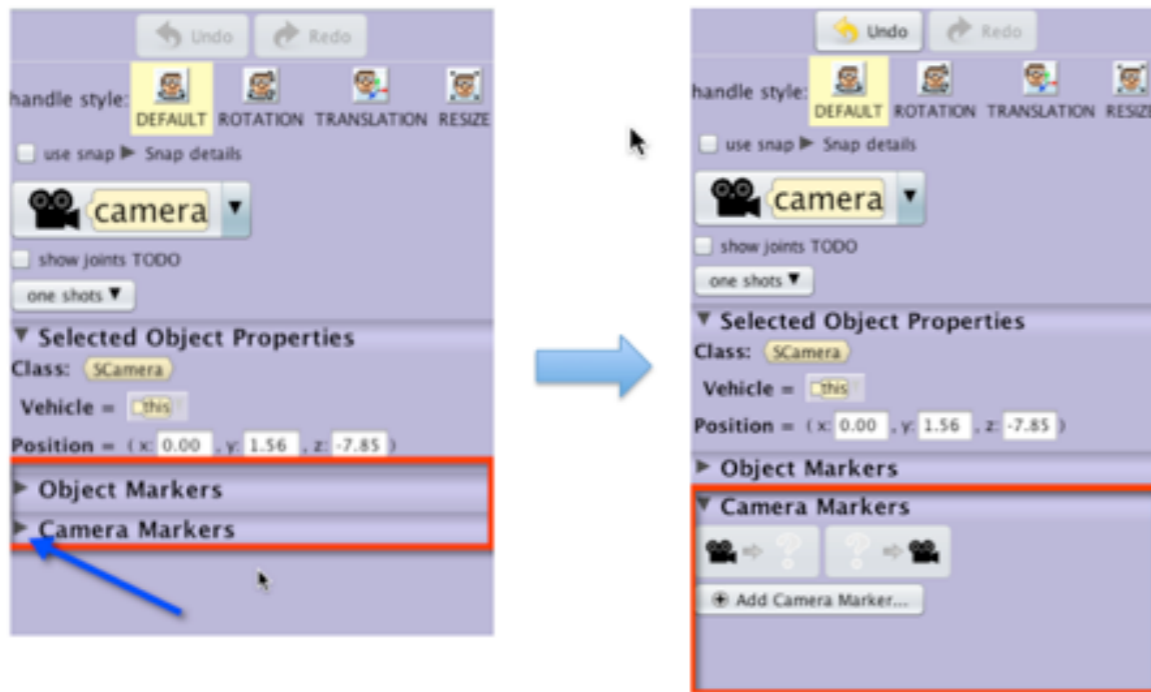 Undo Redo
handle style: DEFAULT ROTATION TRANSLATION RESIZE
use snap Snap details
camera
show joints TODO
one shots
Selected Object Properties
Class: SCamera
Vehicle = this
Position = ( x: 0.00 , y: 1.56 , z: -7.85 )
Object Markers
Camera Markers
Undo Redo
handle style: DEFAULT ROTATION TRANSLATION RESIZE
use snap Snap details
camera
show joints TODO
one shots
Selected Object Properties
Class: SCamera
Vehicle = this
Position = ( x: 0.00 , y: 1.56 , z: -7.85 )
Object Markers
Camera Markers
? ?
Add Camera Marker...